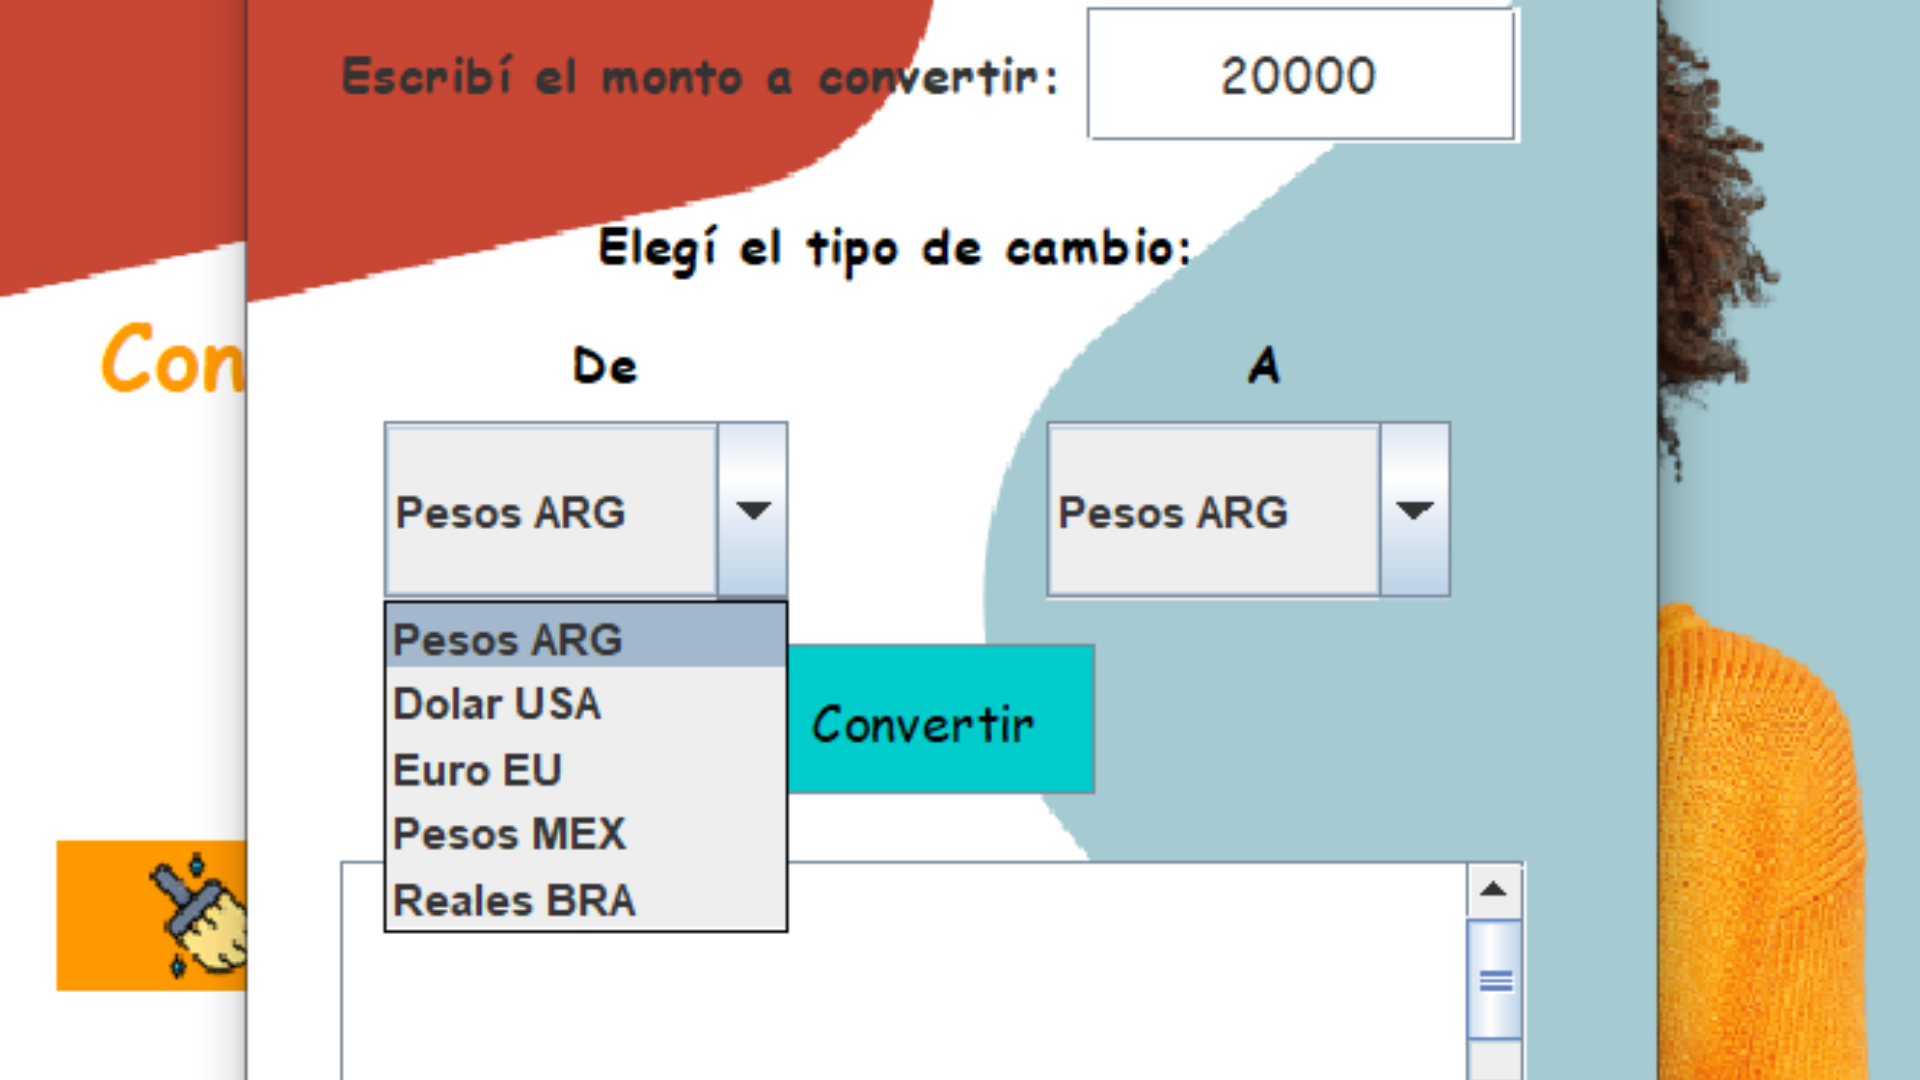 Escribí el monto a convertir: 20000
Elegí el tipo de cambio:
Con
De A
Pesos ARG Pesos ARG
Pesos ARG
Dolar USA
Convertir
Euro EU
Pesos MEX
Reales BRA